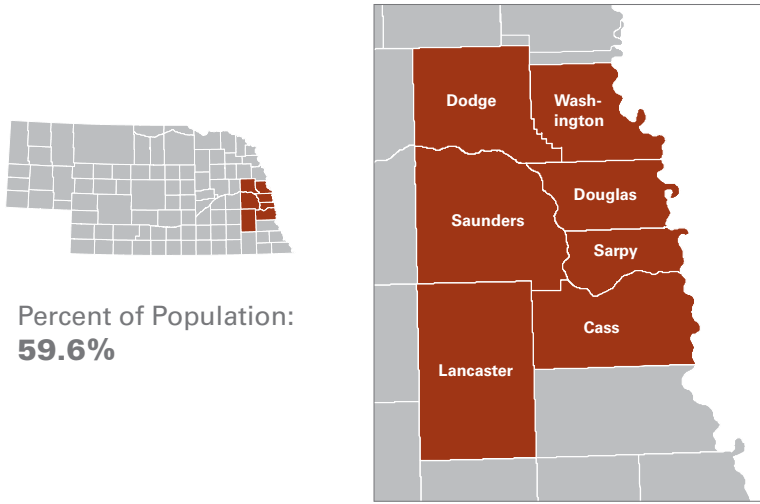 Percent of Population:
59.6%
Dodge
Wash-
ington
Douglas
Saunders
Sarpy
Cass
Lancaster